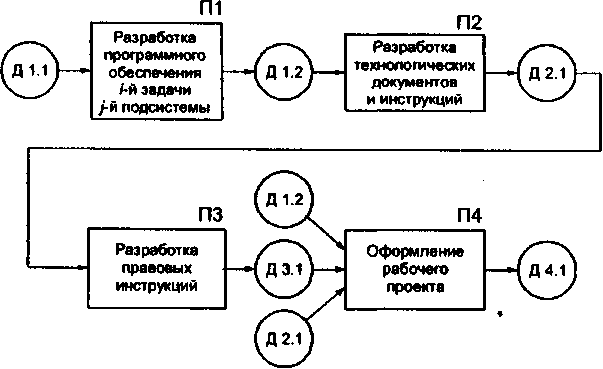 П1
Д 1.1
Разработка
программного
обеспечения
i-й задачи
j-й подсистемы
Д 1.2
П2
Разработка
технологических
документов
и инструкций
Д 2.1
П3
Разработка
правовых
инструкций
Д 1.2
Д 3.1
Д 2.1
П4
Оформление
рабочего
проекта
Д 4.1